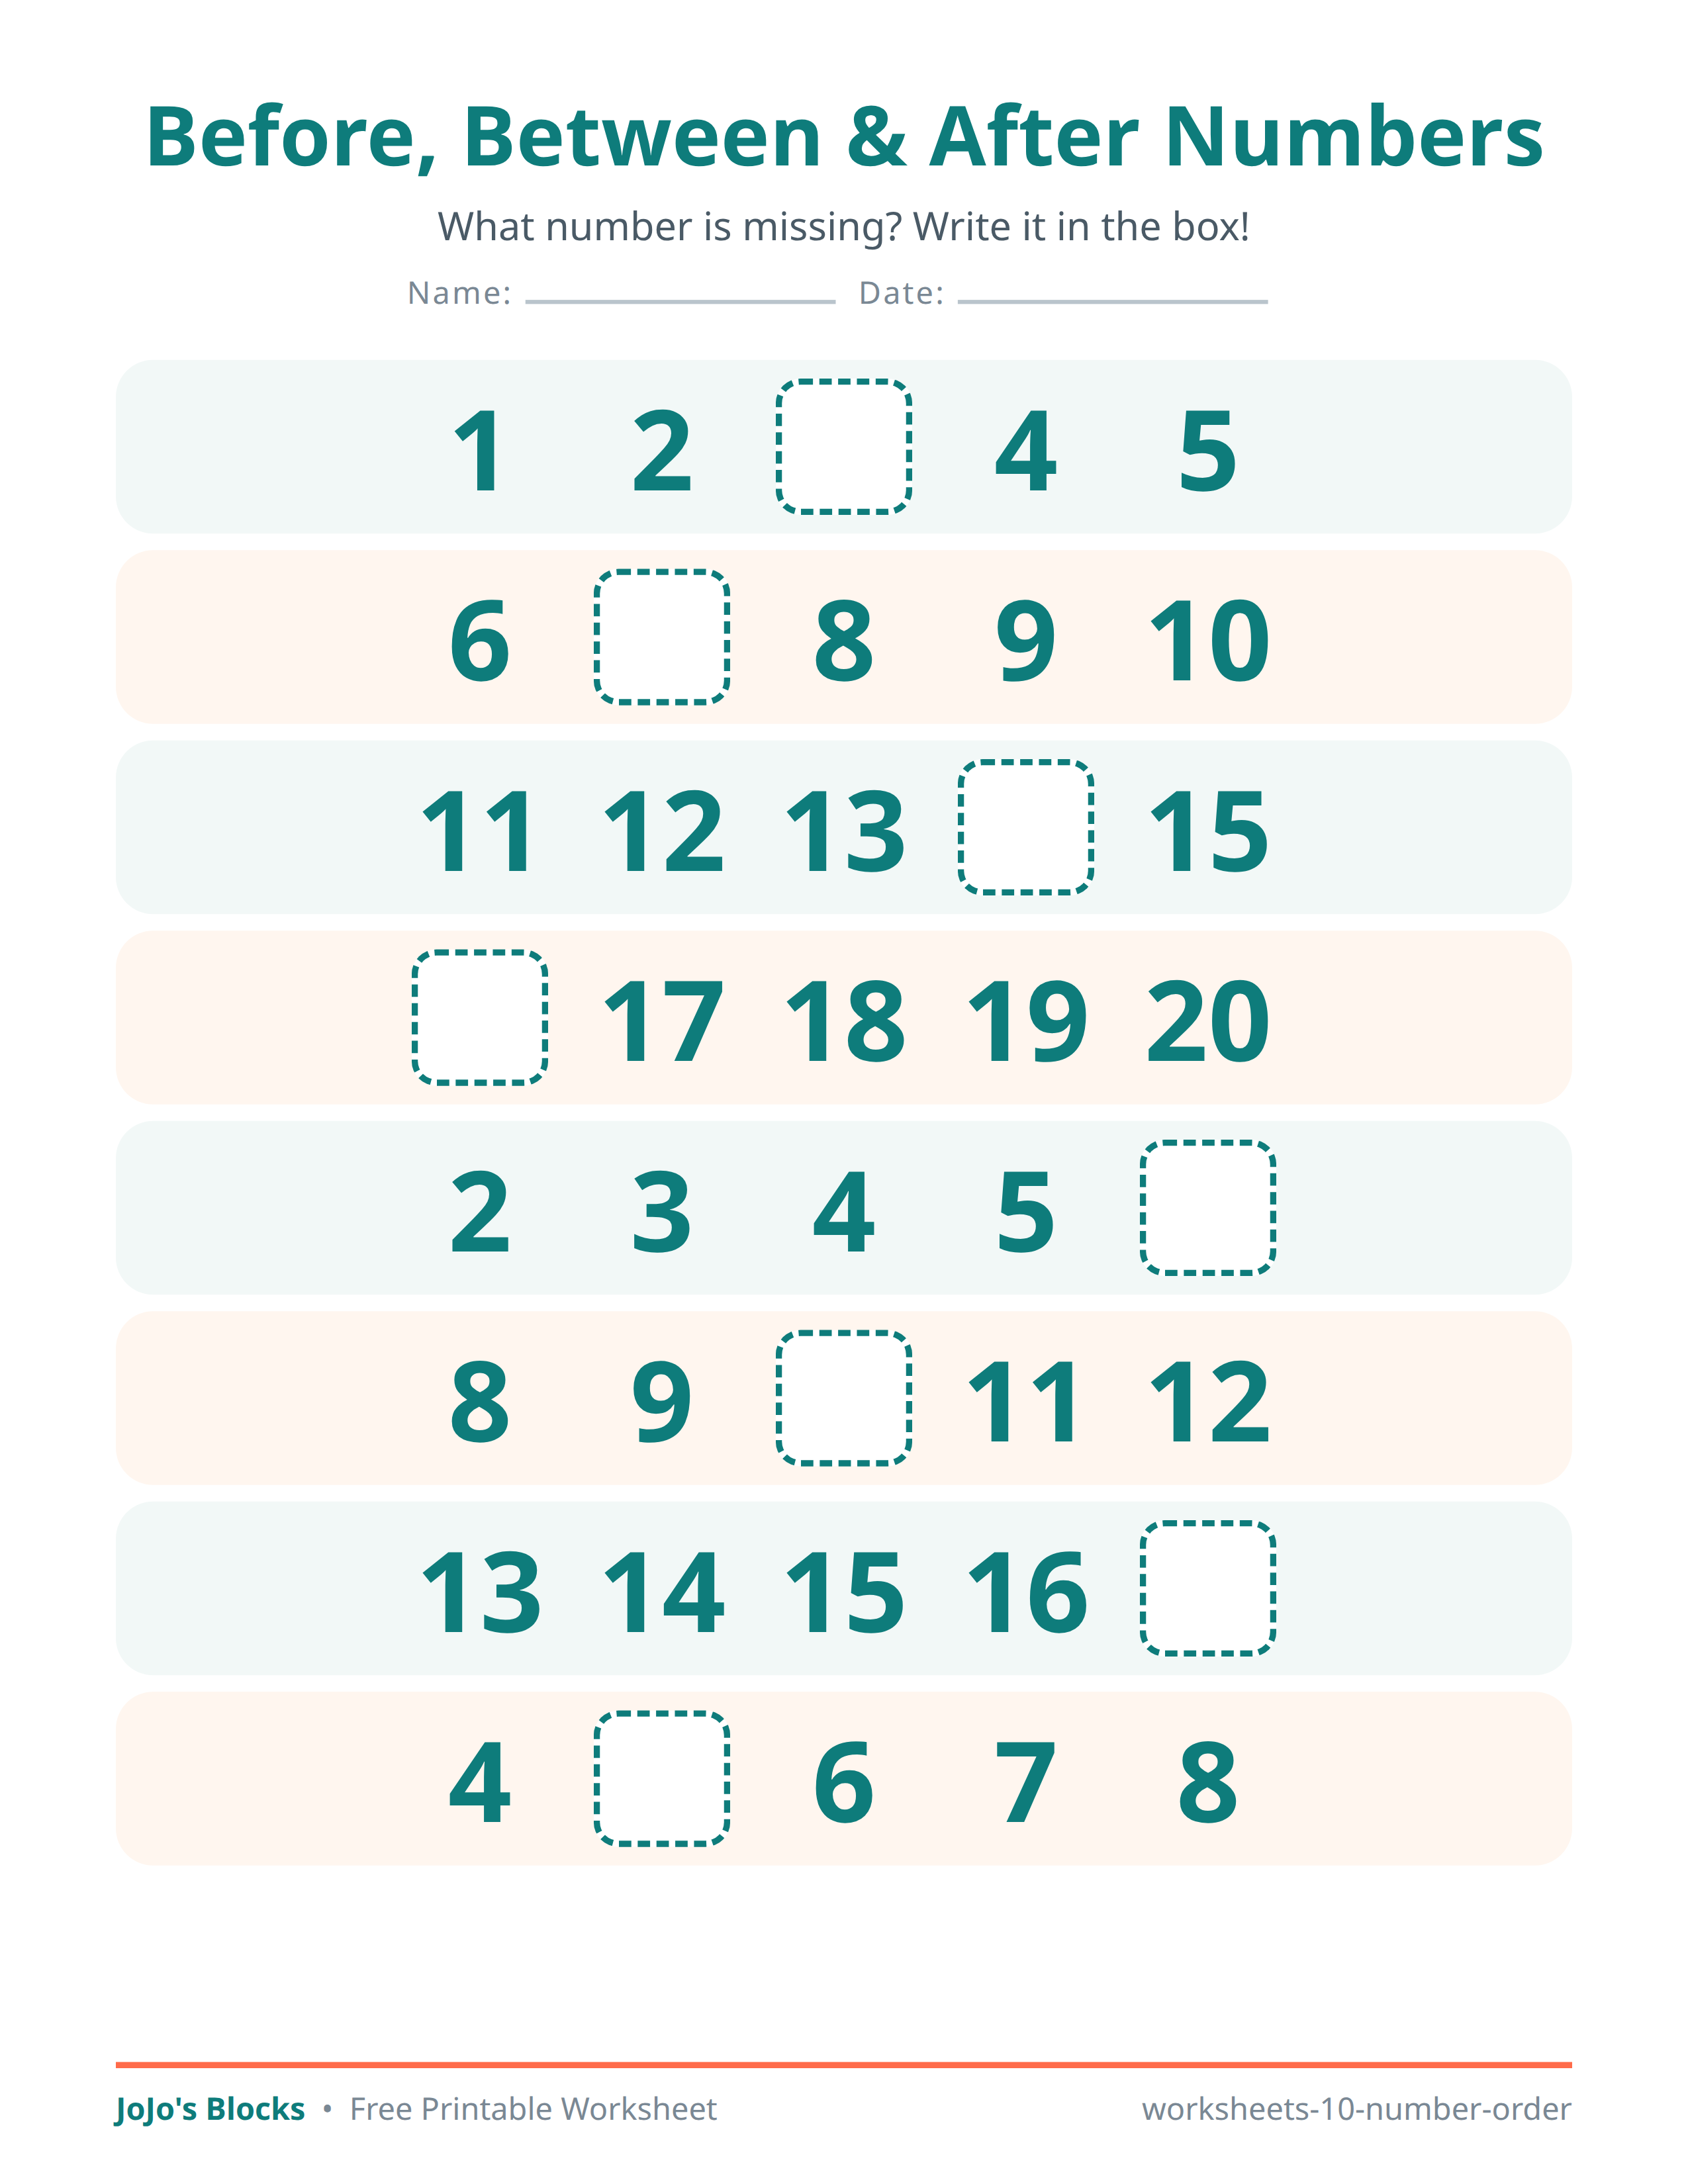 Before, Between & After Numbers
What number is missing? Write it in the box!
Name: Date:
1 2 4 5
6 8 9 10
11 12 13 15
17 18 19 20
2 3 4 5
8 9 11 12
13 14 15 16
4 6 7 8
JoJo's Blocks • Free Printable Worksheet worksheets-10-number-order